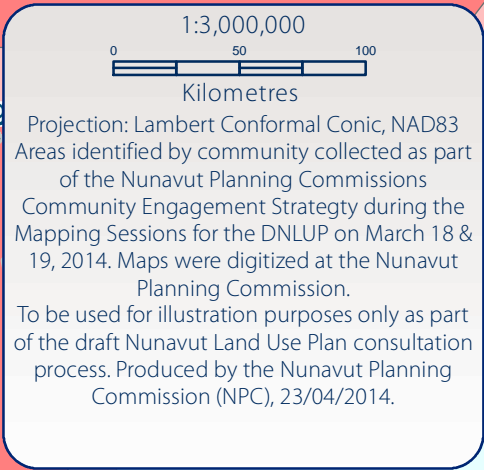 1:3,000,000
0 50 100
Kilometres
Projection: Lambert Conformal Conic, NAD83
Areas identified by community collected as part
of the Nunavut Planning Commissions
Community Engagement Strategty during the
Mapping Sessions for the DNLUP on March 18 &
19, 2014. Maps were digitized at the Nunavut
Planning Commission.
To be used for illustration purposes only as part
of the draft Nunavut Land Use Plan consultation
process. Produced by the Nunavut Planning
Commission (NPC), 23/04/2014.